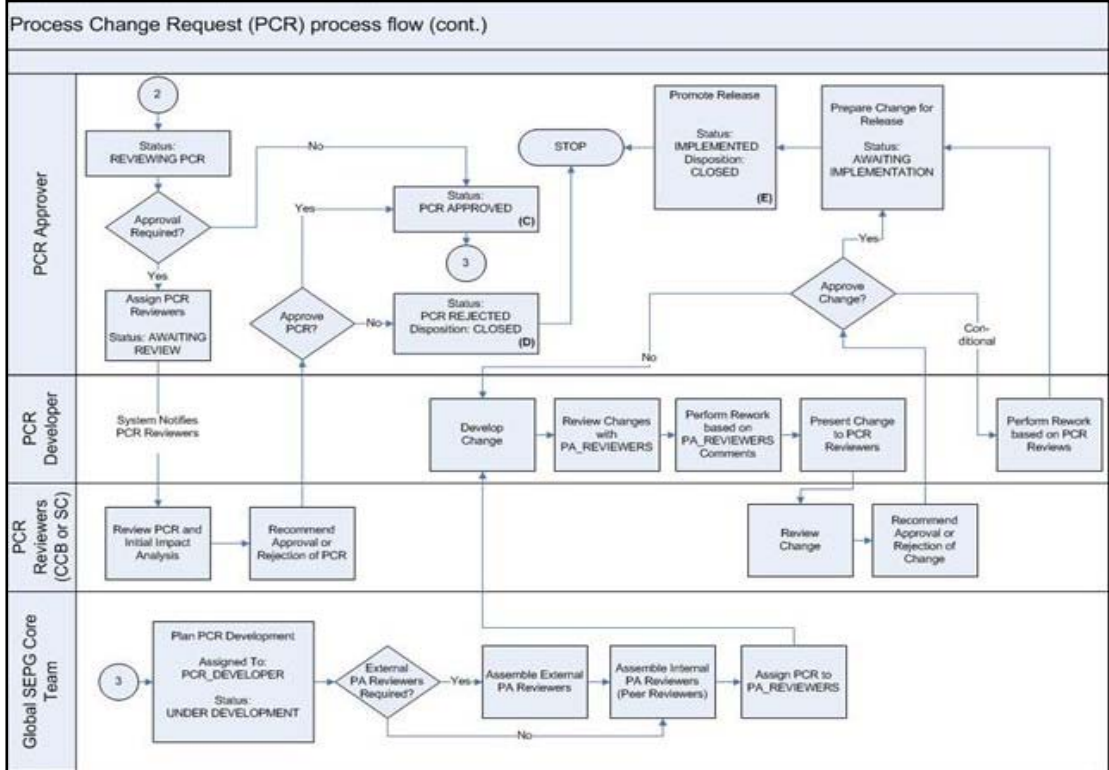 Process Change Request (PCR) process flow (cont.)
PCR Approver
2
Status:
REVIEWING PCR
No
Approval
Required?
Yes
Assign PCR
Reviewers
Status: AWAITING
REVIEW
Yes
Approve
PCR?
No
Status:
PCR APPROVED
(C)
3
Status:
PCR REJECTED
Disposition: CLOSED
(D)
STOP
Promote Release
Status:
IMPLEMENTED
Disposition:
CLOSED
(E)
Prepare Change for
Release
Status:
AWAITING
IMPLEMENTATION
Yes
Approve
Change?
No
Con-
ditional
PCR
Developer
System Notifies
PCR Reviewers
Develop
Change
Review Changes
with
PA_REVIEWERS
Perform Rework
based on
PA_REVIEWERS
Comments
Present Change
to PCR
Reviewers
Perform Rework
based on PCR
Reviews
PCR
Reviewers
(CCB or SC)
Review PCR and
Initial Impact
Analysis
Recommend
Approval or
Rejection of PCR
Review
Change
Recommend
Approval or
Rejection of
Change
Global SEPG Core
Team
3
Plan PCR Development
Assigned To:
PCR_DEVELOPER
Status:
UNDER DEVELOPMENT
External
PA Reviewers
Required?
Yes
No
Assemble External
PA Reviewers
Assemble Internal
PA Reviewers
(Peer Reviewers)
Assign PCR to
PA_REVIEWERS